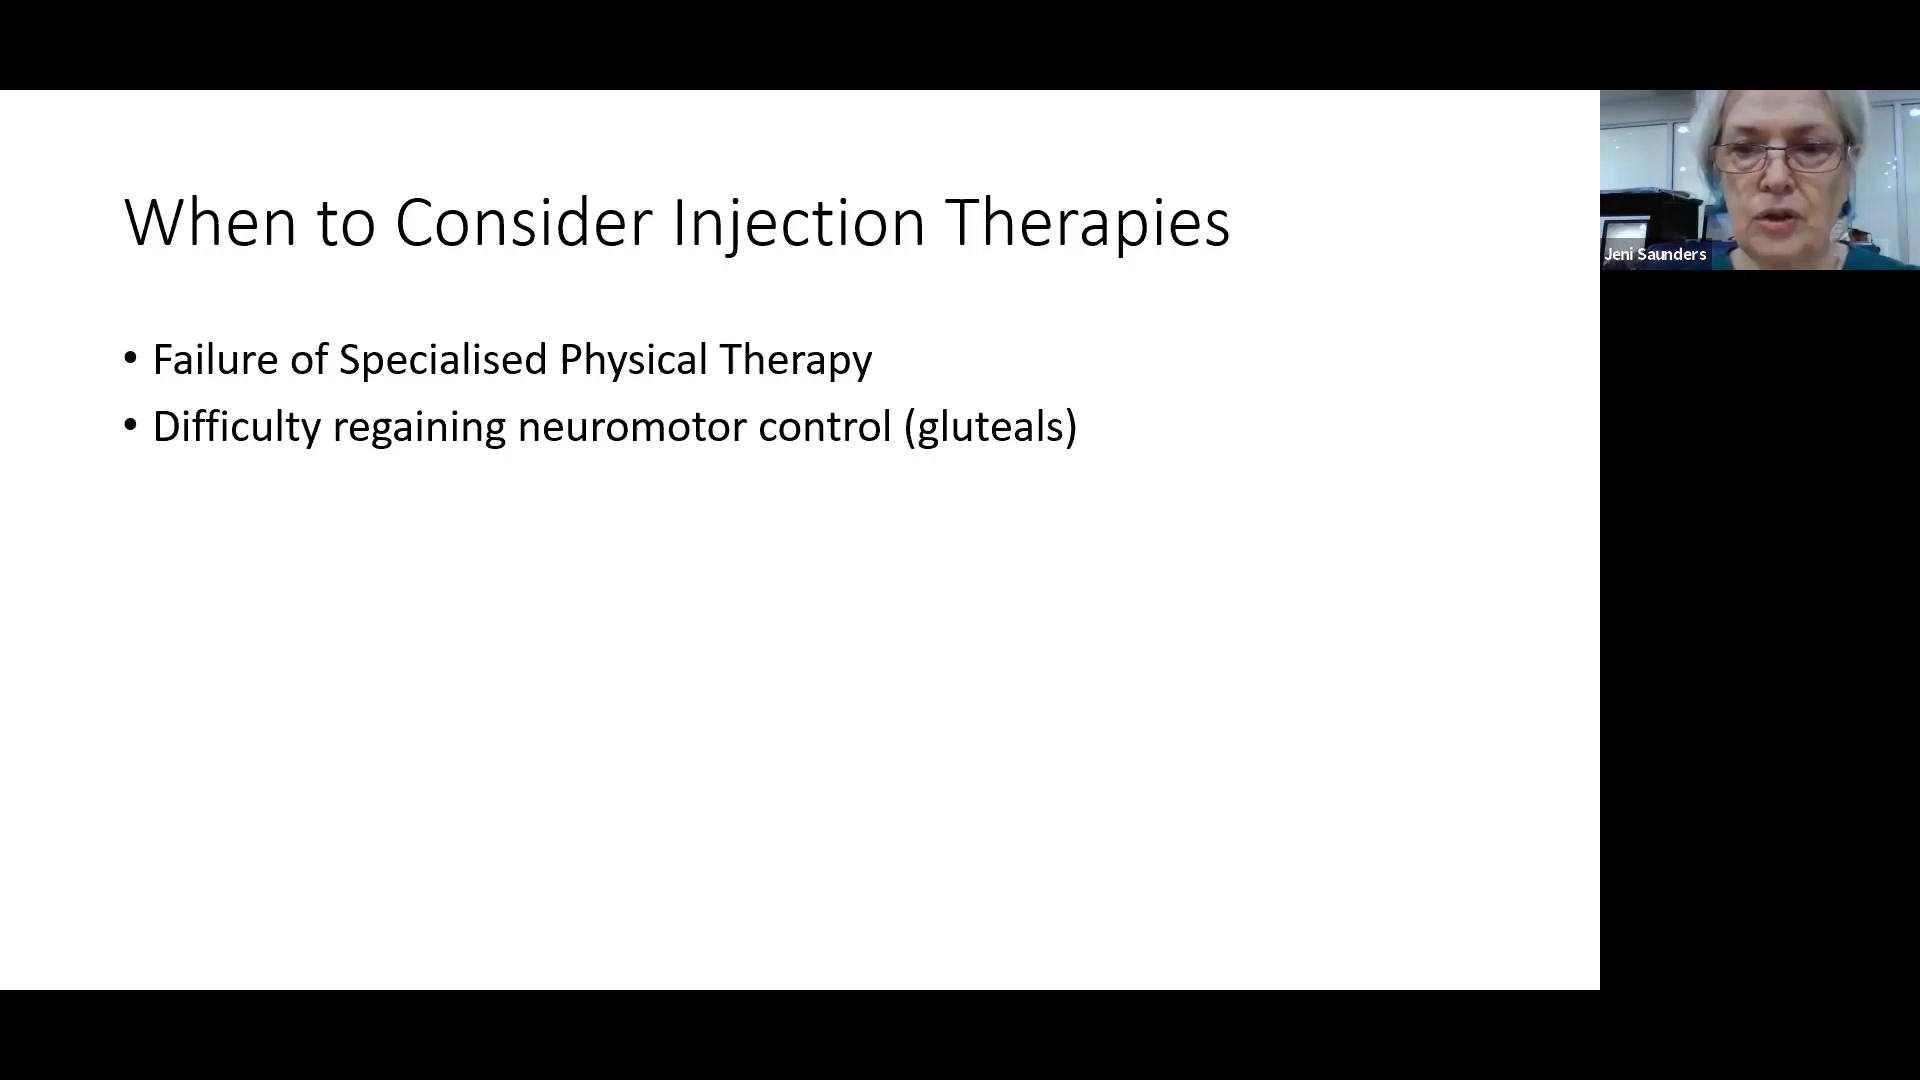 When to Consider Injection Therapies
• Failure of Specialised Physical Therapy
• Difficulty regaining neuromotor control (gluteals)
Jeni Saunders